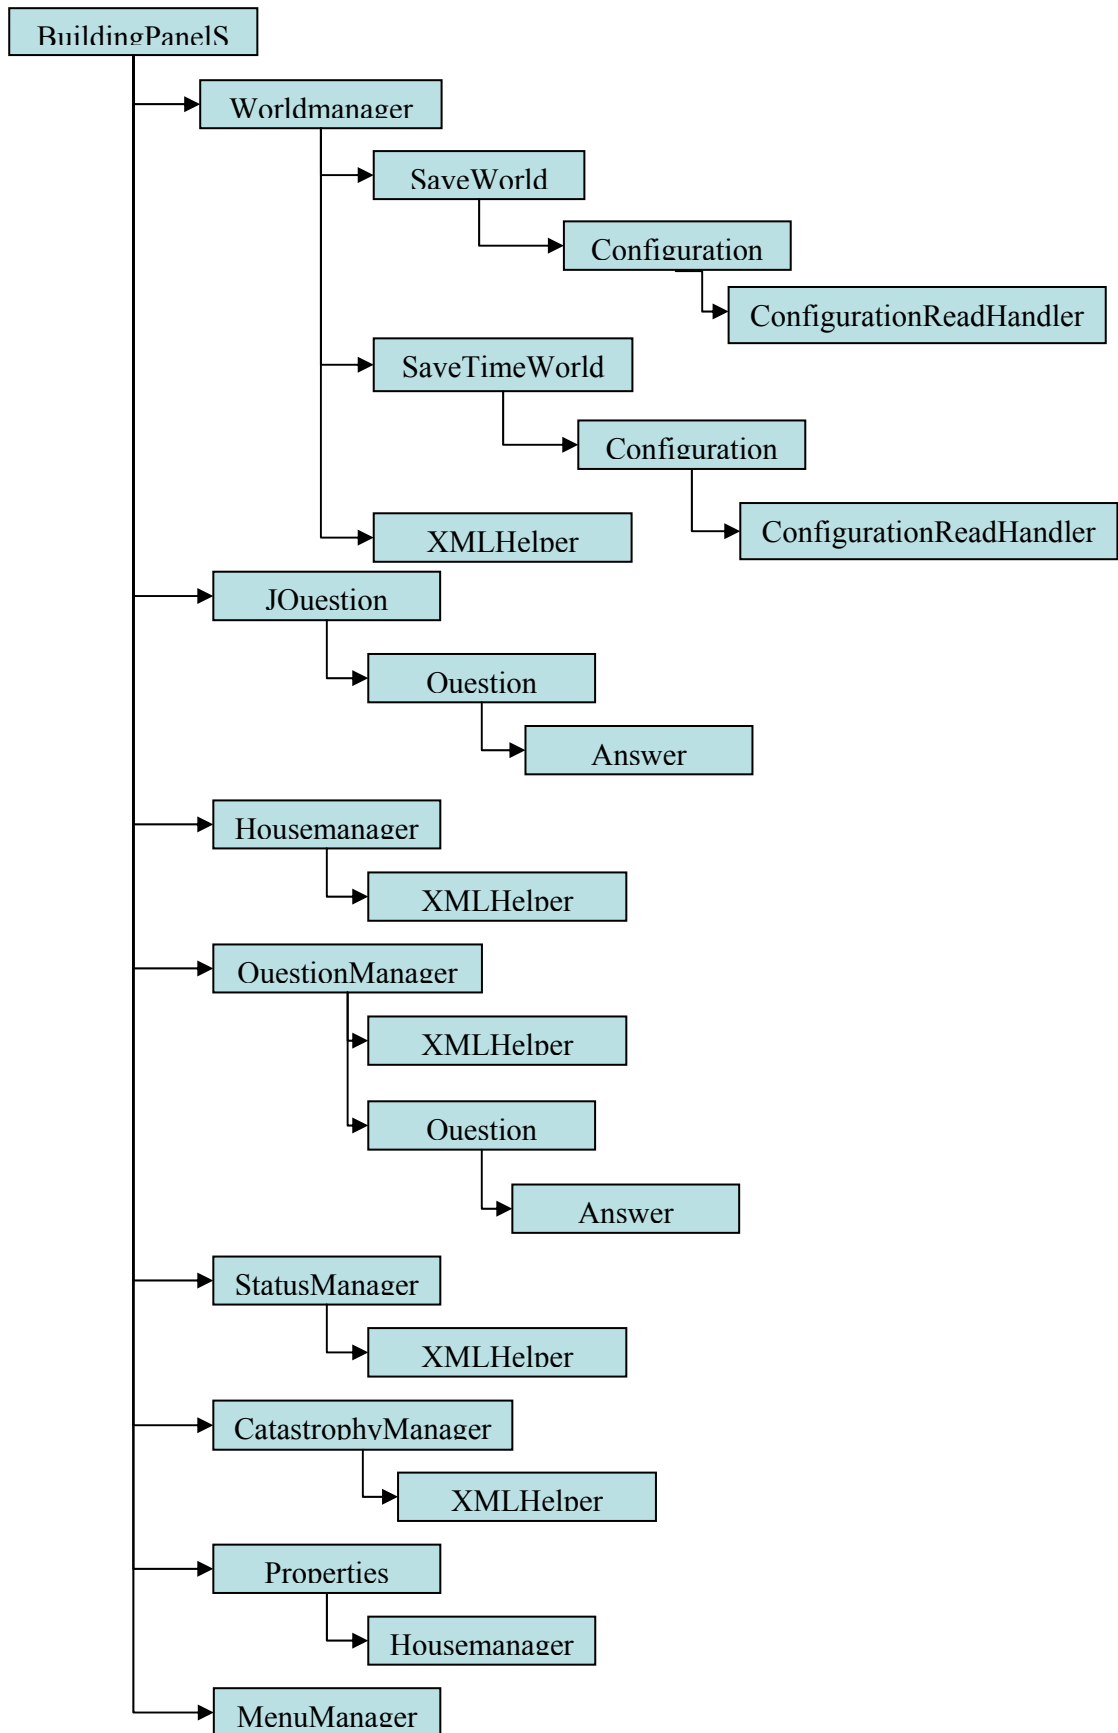 BuildingPanelS
Worldmanager
SaveWorld
Configuration
ConfigurationReadHandler
SaveTimeWorld
Configuration
ConfigurationReadHandler
XMLHelper
JQuestion
Question
Answer
Housemanager
XMLHelper
QuestionManager
XMLHelper
Question
Answer
StatusManager
XMLHelper
CatastrophyManager
XMLHelper
Properties
Housemanager
MenuManager